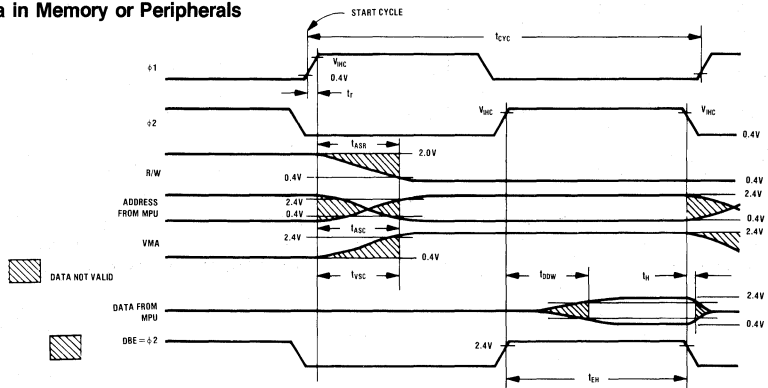 a in Memory or Peripherals
START CYCLE
tCYC
φ1
VIHC
0.4V
tr
φ2
VIHC
VIHC
0.4V
tASR
2.0V
R/W
0.4V
0.4V
ADDRESS
FROM MPU
2.4V
0.4V
2.4V
0.4V
tASC
VMA
2.4V
0.4V
2.4V
DATA NOT VALID
tVSC
tDDW
tH
DATA FROM
MPU
2.4V
0.4V
DBE = φ2
2.4V
tEH